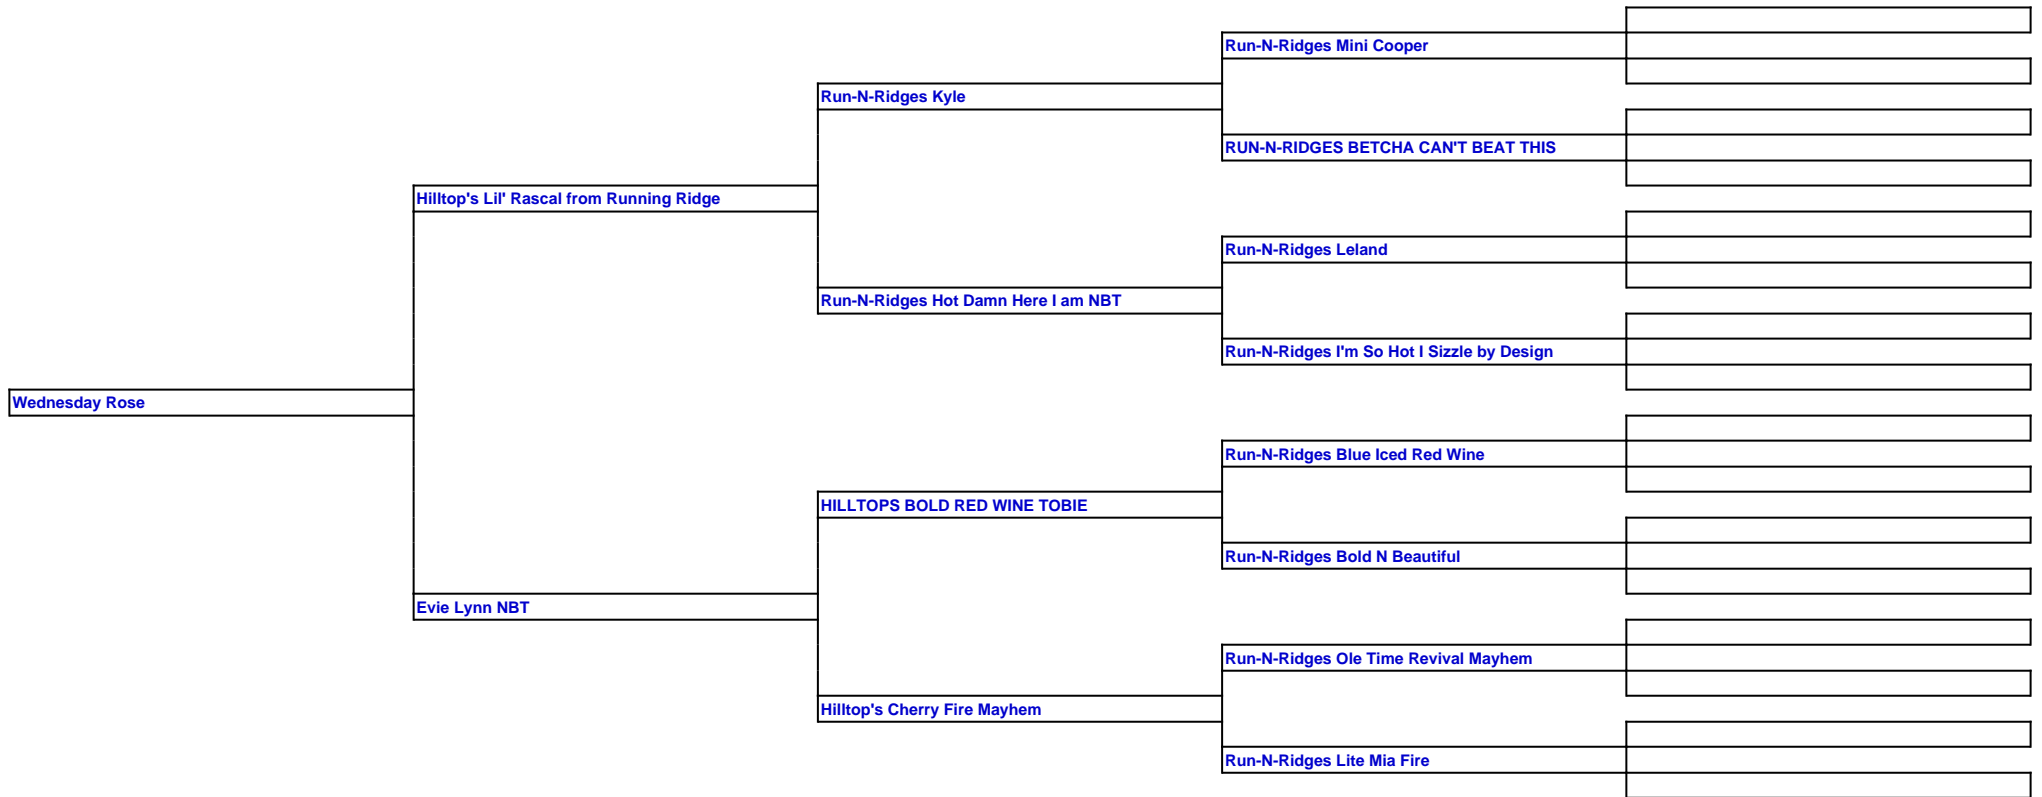 Run-N-Ridges Mini Cooper
Run-N-Ridges Kyle
RUN-N-RIDGES BETCHA CAN'T BEAT THIS
Hilltop's Lil' Rascal from Running Ridge
Run-N-Ridges Leland
Run-N-Ridges Hot Damn Here I am NBT
Run-N-Ridges I'm So Hot I Sizzle by Design
Wednesday Rose
Run-N-Ridges Blue Iced Red Wine
HILLTOPS BOLD RED WINE TOBIE
Run-N-Ridges Bold N Beautiful
Evie Lynn NBT
Run-N-Ridges Ole Time Revival Mayhem
Hilltop's Cherry Fire Mayhem
Run-N-Ridges Lite Mia Fire